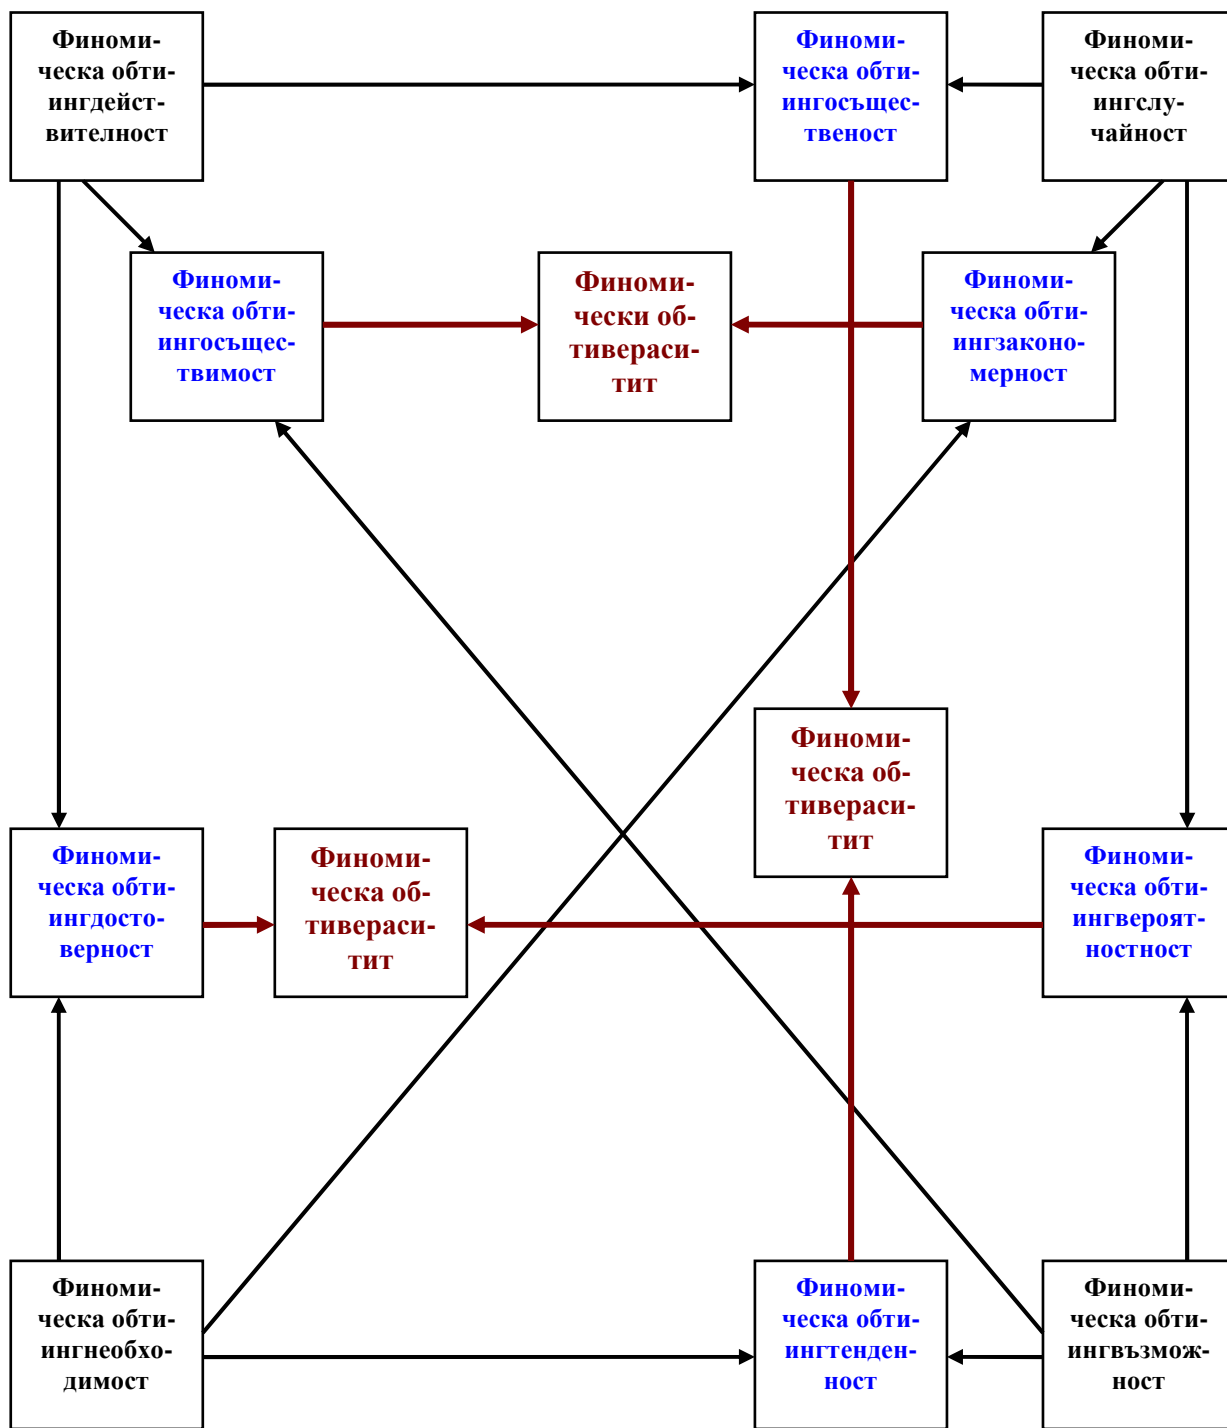 Финоми-
ческа обти-
ингдейст-
вителност
Финоми-
ческа обти-
ингосъщес-
твеност
Финоми-
ческа обти-
ингслу-
чайност
Финоми-
ческа обти-
ингосъщес-
твимост
Финоми-
чески об-
тивераси-
тит
Финоми-
ческа обти-
ингзаконо-
мерност
Финоми-
ческа об-
тивераси-
тит
Финоми-
ческа обти-
ингдосто-
верност
Финоми-
ческа об-
тивераси-
тит
Финоми-
ческа обти-
ингвероят-
ностност
Финоми-
ческа обти-
ингнеобхо-
димост
Финоми-
ческа обти-
ингтенден-
ност
Финоми-
ческа обти-
ингвъзмож-
ност